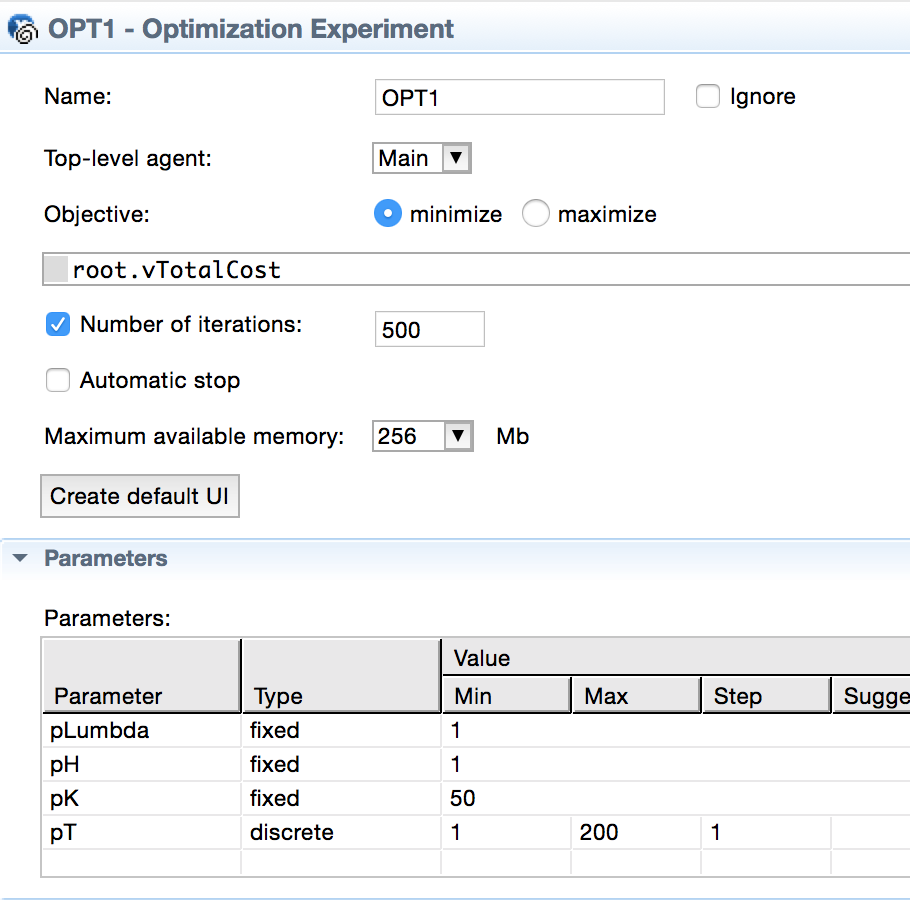 OPT1 - Optimization Experiment
Name: OPT1 Ignore
Top-level agent: Main
Objective: minimize maximize
root.vTotalCost
Number of iterations: 500
Automatic stop
Maximum available memory: 256 Mb
Create default UI
Parameters
Parameters:
Value
Parameter Type Min Max Step Sugge
pLumbda fixed 1
pH fixed 1
pK fixed 50
pT discrete 1 200 1